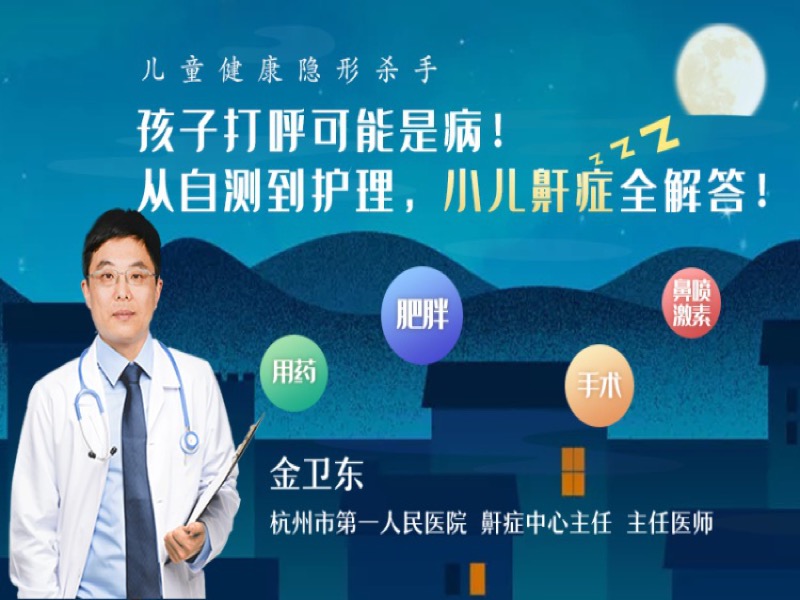 儿童健康隐形杀手
孩子打呼可能是病！
zzZ
从自测到护理，小儿鼾症全解答！
鼻喷
激素
肥胖
用药
手术
金卫东
杭州市第一人民医院 鼾症中心主任 主任医师